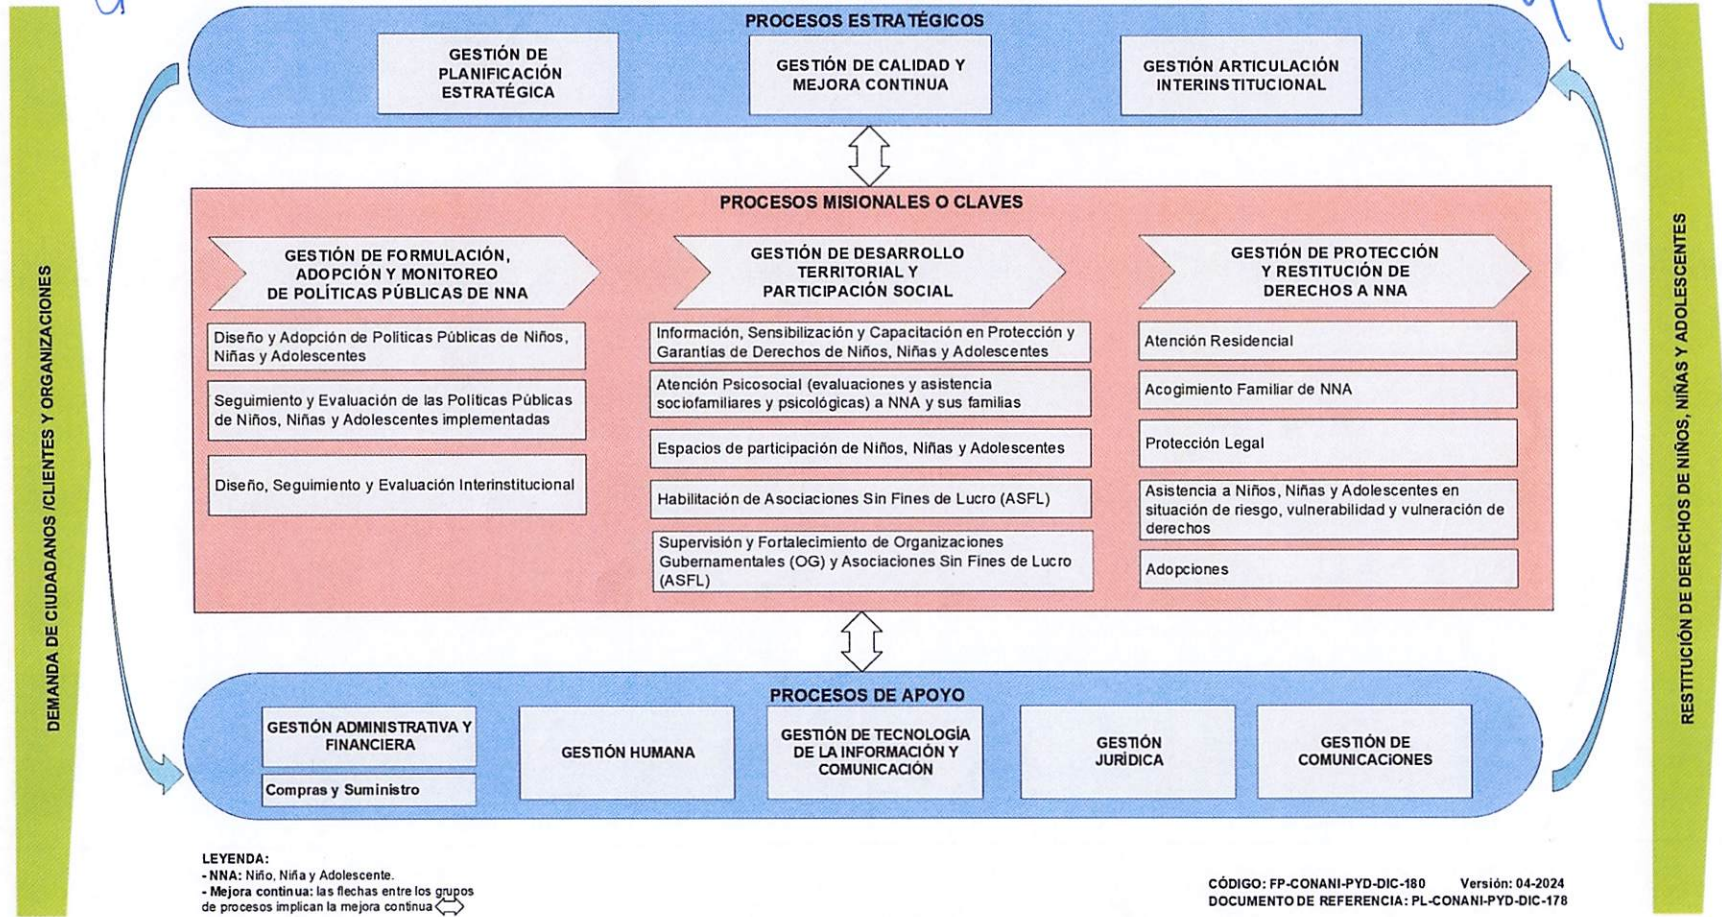 PROCESOS ESTRATÉGICOS
GESTIÓN DE
PLANIFICACIÓN
ESTRATÉGICA
GESTIÓN DE CALIDAD Y
MEJORA CONTINUA
GESTIÓN ARTICULACIÓN
INTERINSTITUCIONAL
DEMANDA DE CIUDADANOS /CLIENTES Y ORGANIZACIONES
PROCESOS MISIONALES O CLAVES
GESTIÓN DE FORMULACIÓN,
ADOPCIÓN Y MONITOREO
DE POLÍTICAS PÚBLICAS DE NNA
Diseño y Adopción de Políticas Públicas de Niños,
Niñas y Adolescentes
Seguimiento y Evaluación de las Políticas Públicas
de Niños, Niñas y Adolescentes implementadas
Diseño, Seguimiento y Evaluación Interinstitucional
GESTIÓN DE DESARROLLO
TERRITORIAL Y
PARTICIPACIÓN SOCIAL
Información, Sensibilización y Capacitación en Protección y
Garantías de Derechos de Niños, Niñas y Adolescentes
Atención Psicosocial (evaluaciones y asistencia
sociofamiliares y psicológicas) a NNA y sus familias
Espacios de participación de Niños, Niñas y Adolescentes
Habilitación de Asociaciones Sin Fines de Lucro (ASFL)
Supervisión y Fortalecimiento de Organizaciones
Gubernamentales (OG) y Asociaciones Sin Fines de Lucro
(ASFL)
GESTIÓN DE PROTECCIÓN
Y RESTITUCIÓN DE
DERECHOS A NNA
Atención Residencial
Acogimiento Familiar de NNA
Protección Legal
Asistencia a Niños, Niñas y Adolescentes en
situación de riesgo, vulnerabilidad y vulneración de
derechos
Adopciones
RESTITUCIÓN DE DERECHOS DE NIÑOS, NIÑAS Y ADOLESCENTES
PROCESOS DE APOYO
GESTIÓN ADMINISTRATIVA Y
FINANCIERA
Compras y Suministro
GESTIÓN HUMANA
GESTIÓN DE TECNOLOGÍA
DE LA INFORMACIÓN Y
COMUNICACIÓN
GESTIÓN
JURÌDICA
GESTIÓN DE
COMUNICACIONES
LEYENDA:
- NNA: Niño, Niña y Adolescente.
- Mejora continua: las flechas entre los grupos
de procesos implican la mejora continua
CÓDIGO: FP-CONANI-PYD-DIC-180 Versión: 04-2024
DOCUMENTO DE REFERENCIA: PL-CONANI-PYD-DIC-178